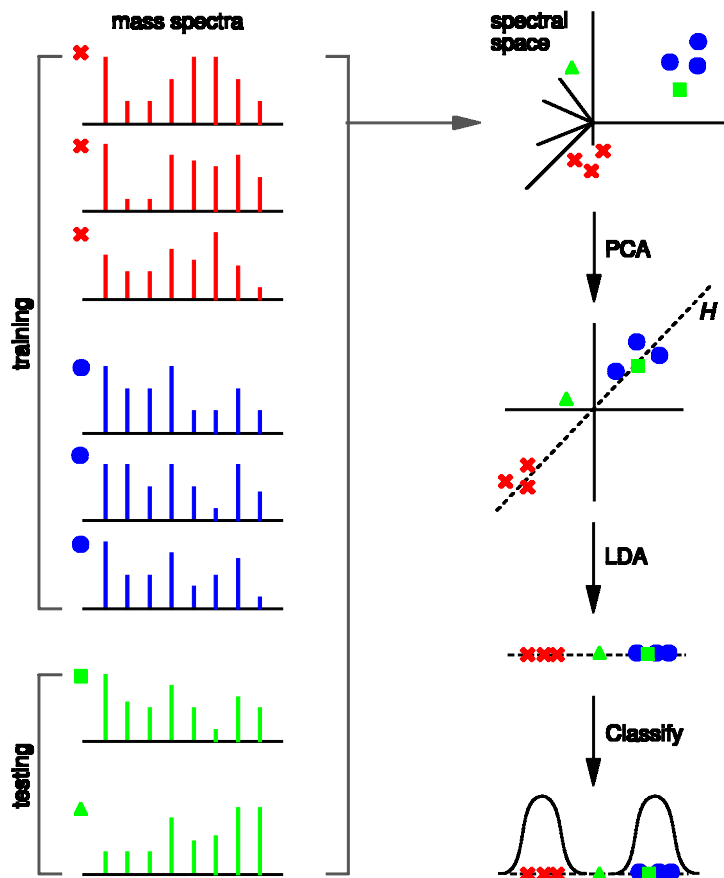 mass spectra
spectral
space
training
PCA
H
LDA
testing
Classify